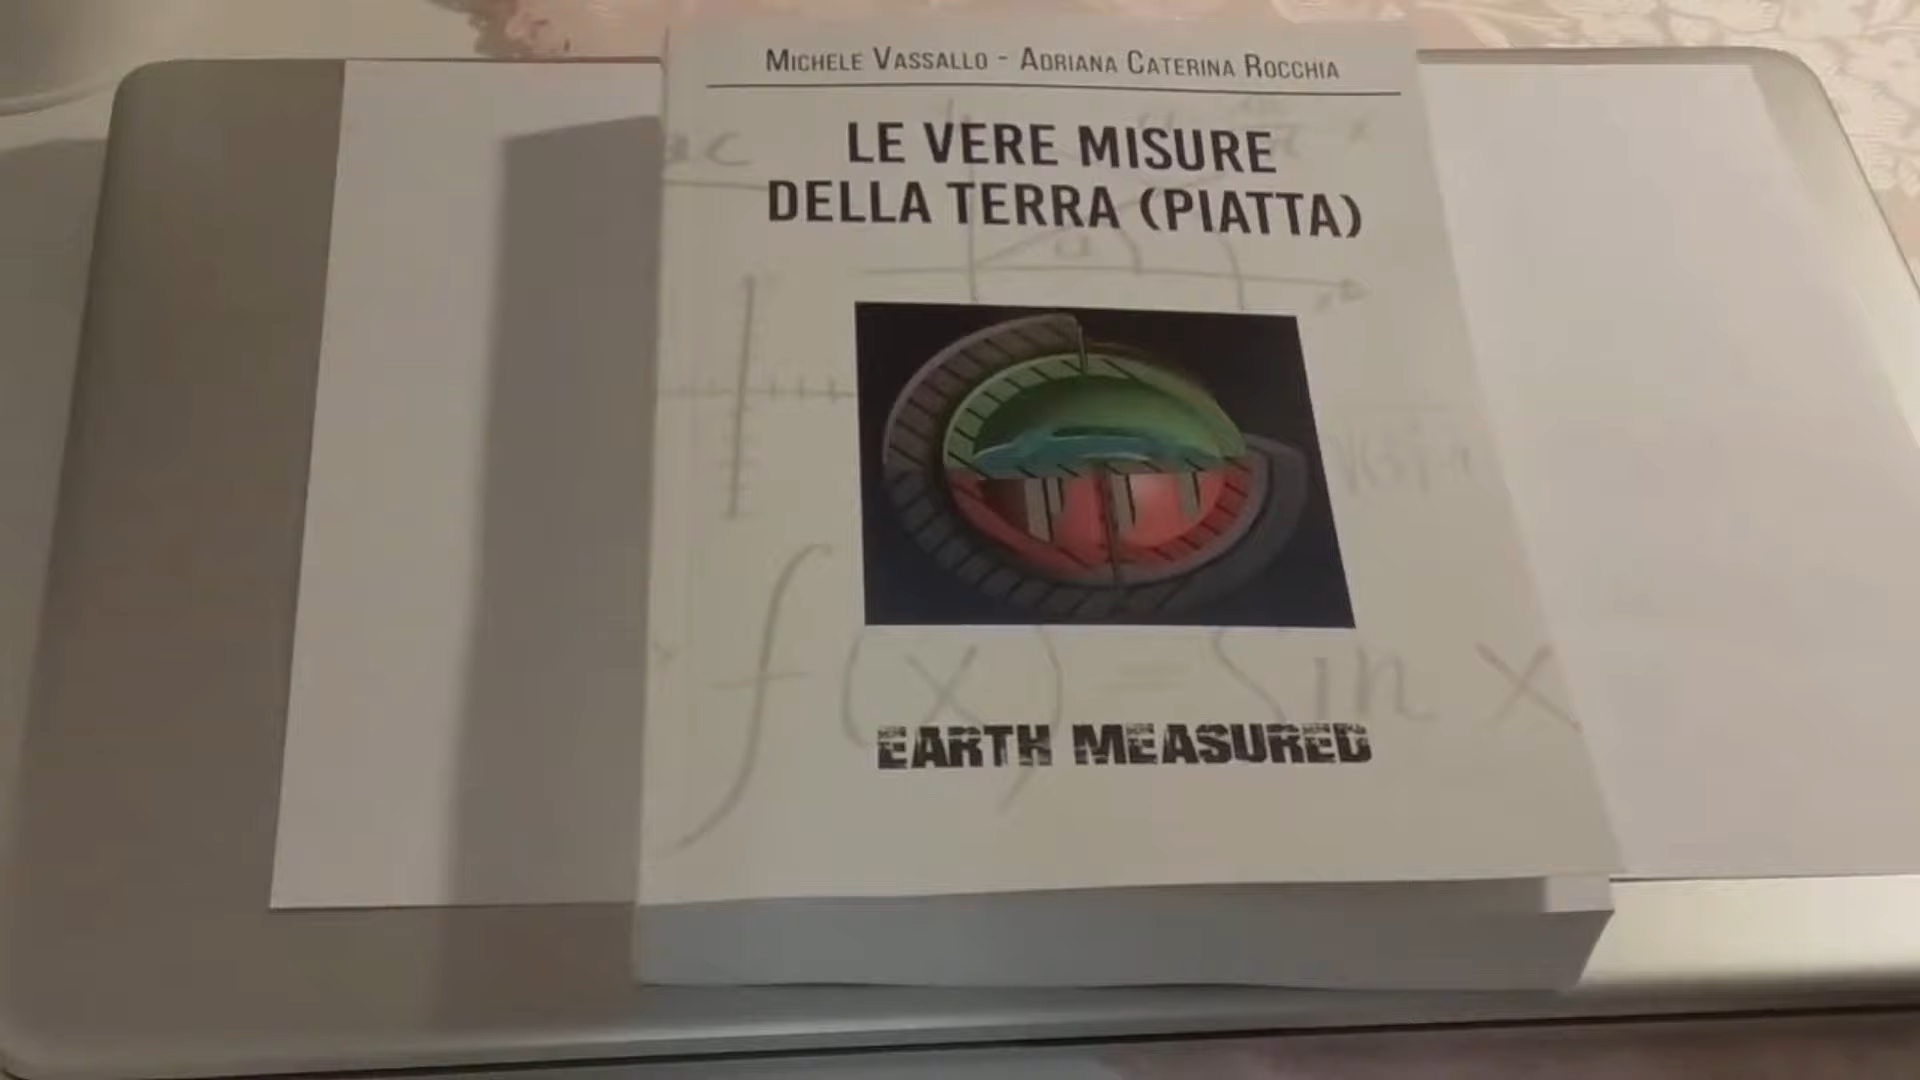 MICHELE VASSALLO - ADRIANA CATERINA ROCCHIA
LE VERE MISURE
DELLA TERRA (PIATTA)
f(x) = Sin x
EARTH MEASURED